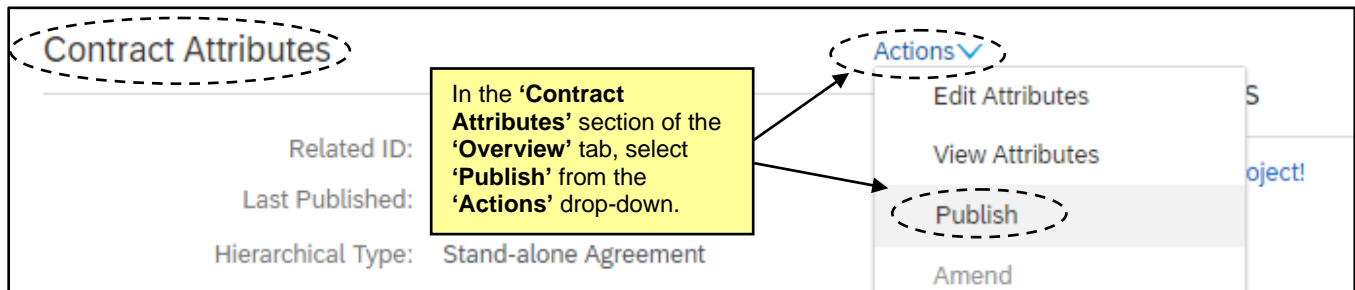 Contract Attributes
Actions
In the ‘Contract
Attributes’ section of the
‘Overview’ tab, select
‘Publish’ from the
‘Actions’ drop-down.
Related ID:
Last Published:
Hierarchical Type: Stand-alone Agreement
Edit Attributes
View Attributes
Publish
Amend
s
oject!